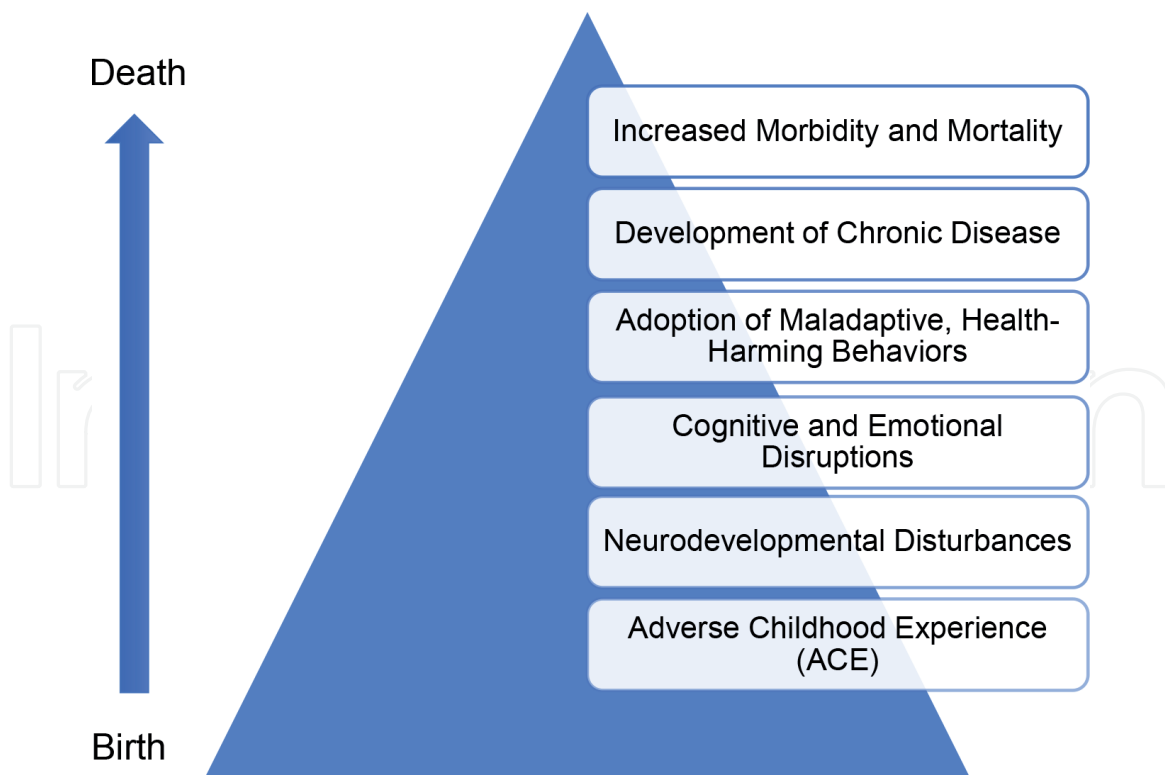 Death
Increased Morbidity and Mortality
Development of Chronic Disease
Adoption of Maladaptive, Health-
Harming Behaviors
Cognitive and Emotional
Disruptions
Neurodevelopmental Disturbances
Adverse Childhood Experience
(ACE)
Birth